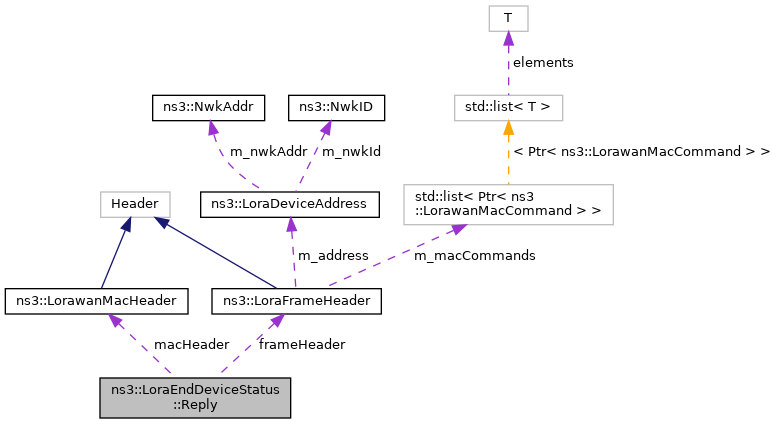 T
elements
ns3::NwkAddr
ns3::NwkID
std::list< T >
m_nwkAddr
m_nwkId
< Ptr< ns3::LorawanMacCommand > >
Header
ns3::LoraDeviceAddress
std::list< Ptr< ns3
::LorawanMacCommand > >
m_address
m_macCommands
ns3::LorawanMacHeader
ns3::LoraFrameHeader
macHeader
frameHeader
ns3::LoraEndDeviceStatus
::Reply